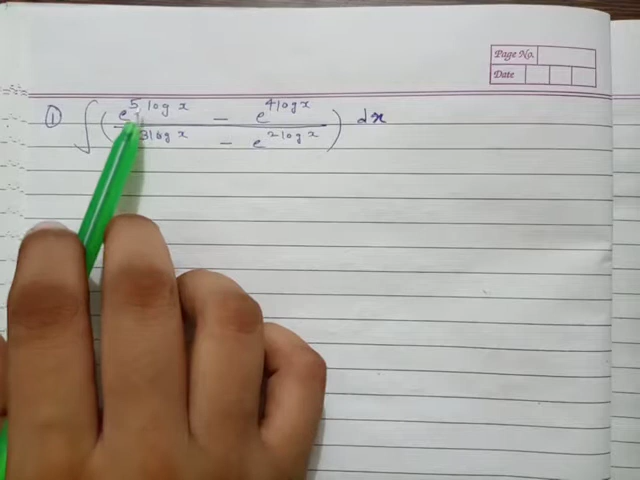 Page No.
Date
① ∫ ( e^{5 log x} - e^{4 log x} ) dx
3 log x - e^{2 log x}